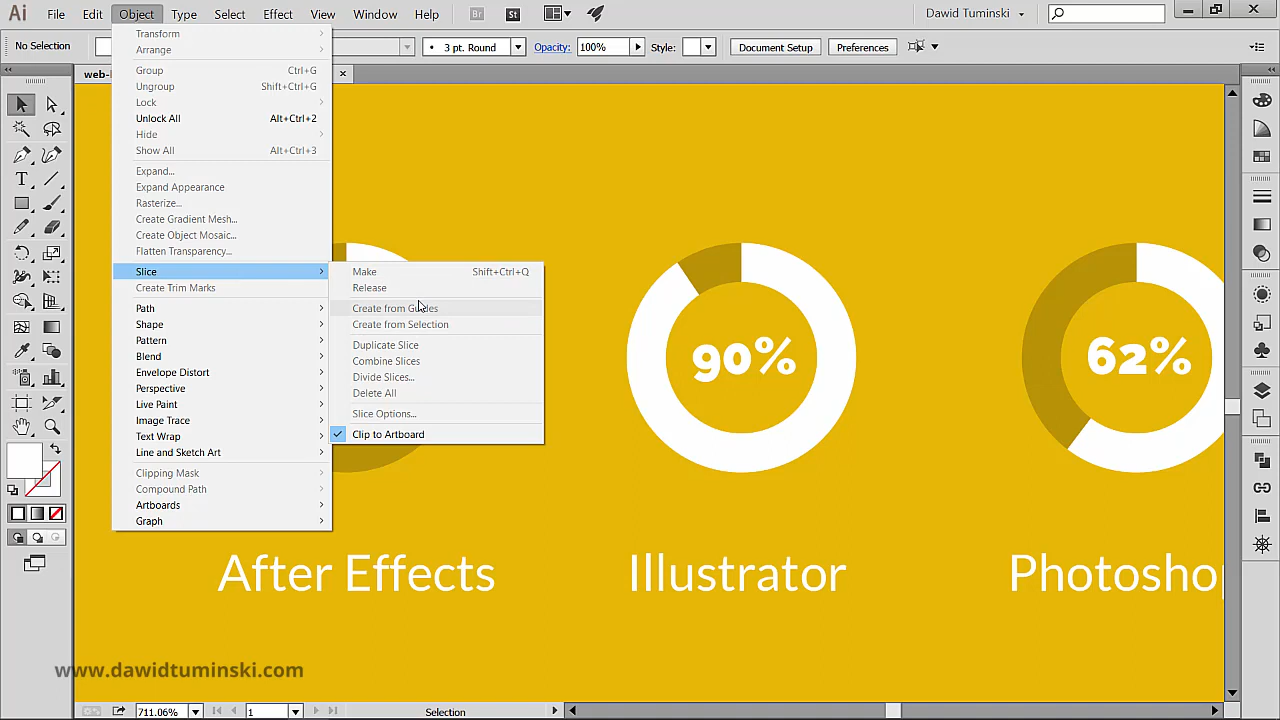 Ai File Edit Object Type Select Effect View Window Help Br St Dawid Tuminski
No Selection 3 pt. Round Opacity: 100% Style: Document Setup Preferences
web-
Transform
Arrange
Group Ctrl+G
Ungroup Shift+Ctrl+G
Lock
Unlock All Alt+Ctrl+2
Hide
Show All Alt+Ctrl+3
Expand...
Expand Appearance
Rasterize...
Create Gradient Mesh...
Create Object Mosaic...
Flatten Transparency...
Slice
Create Trim Marks
Path
Shape
Pattern
Blend
Envelope Distort
Perspective
Live Paint
Image Trace
Text Wrap
Line and Sketch Art
Clipping Mask
Compound Path
Artboards
Graph
Make Shift+Ctrl+Q
Release
Create from Guides
Create from Selection
Duplicate Slice
Combine Slices
Divide Slices...
Delete All
Slice Options...
Clip to Artboard
90%
62%
After Effects
Illustrator
Photosho
www.dawidtuminski.com
711.06% 1 Selection